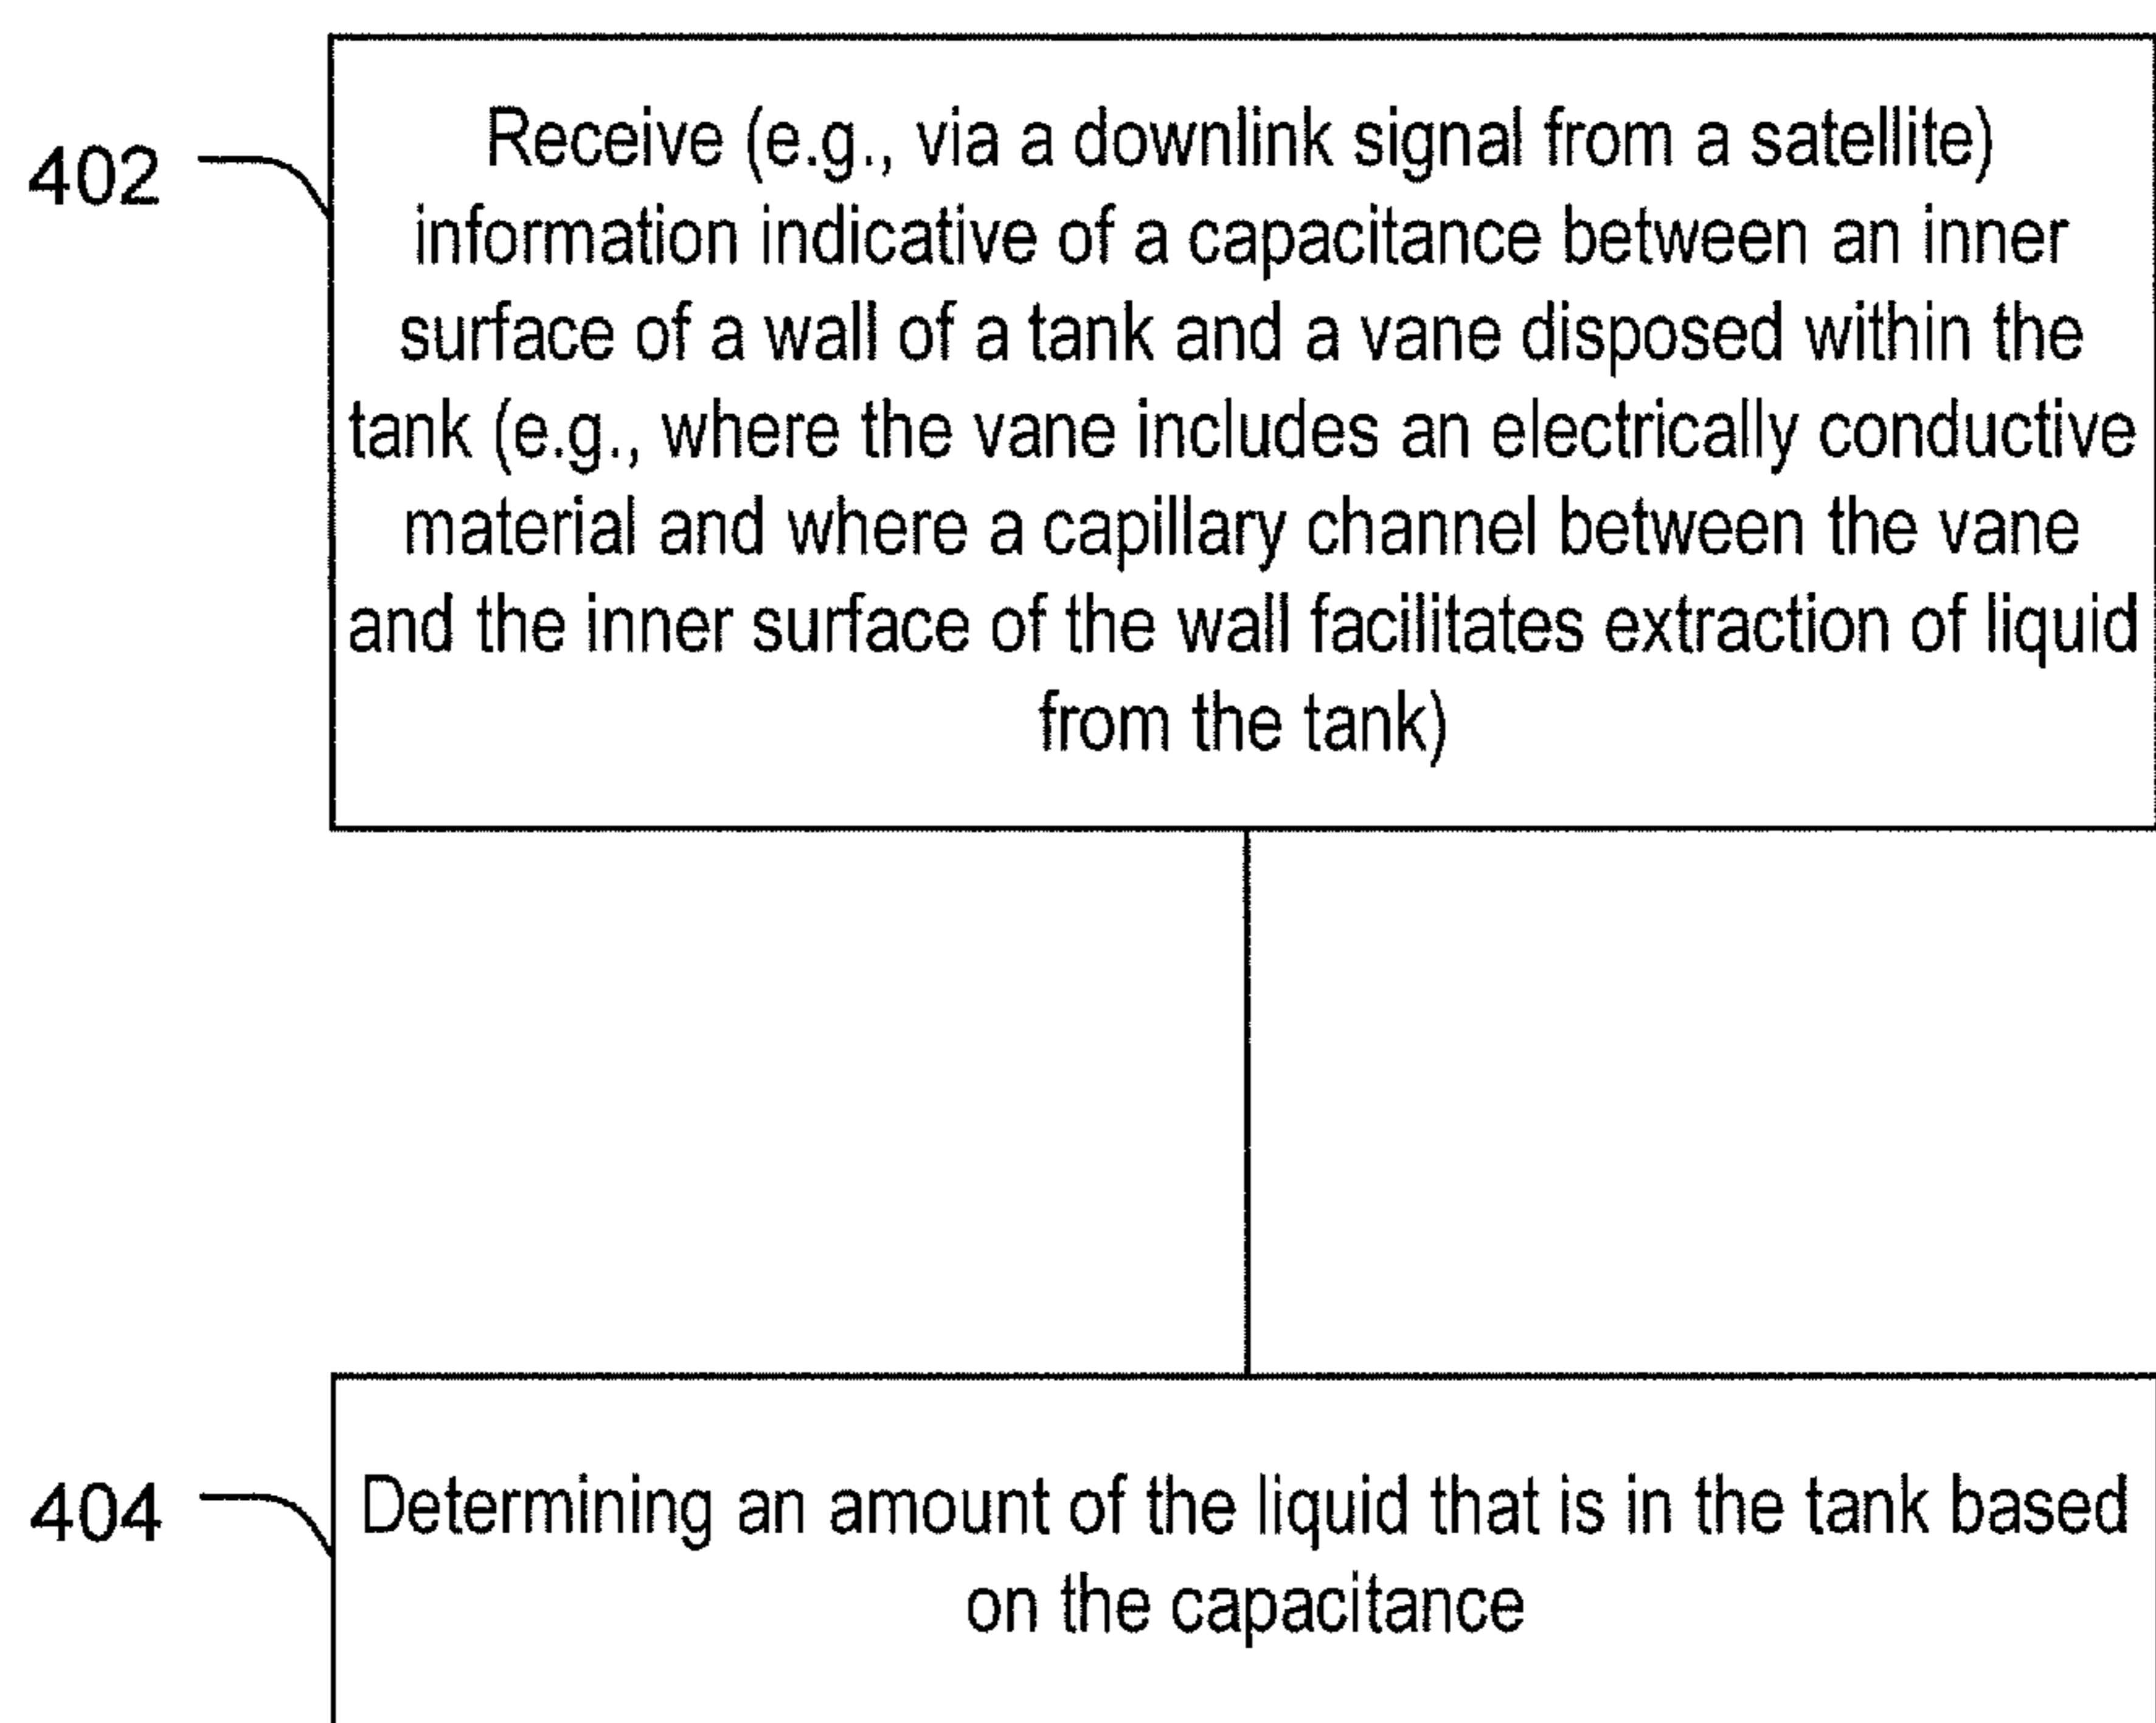 402
Receive (e.g., via a downlink signal from a satellite)
information indicative of a capacitance between an inner
surface of a wall of a tank and a vane disposed within the
tank (e.g., where the vane includes an electrically conductive
material and where a capillary channel between the vane
and the inner surface of the wall facilitates extraction of liquid
from the tank)
404
Determining an amount of the liquid that is in the tank based
on the capacitance